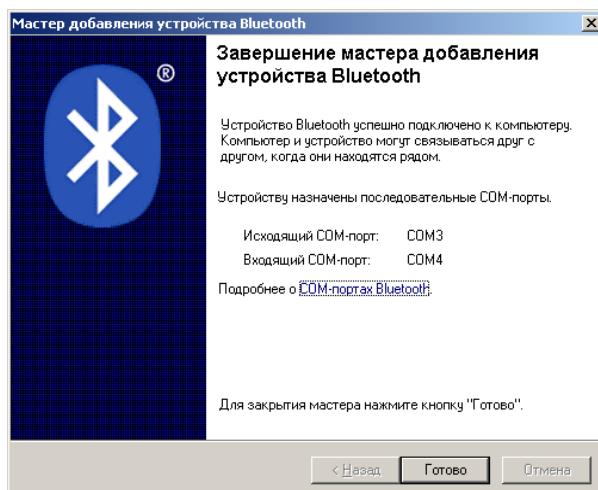 Мастер добавления устройства Bluetooth
Завершение мастера добавления
устройства Bluetooth
®
Устройство Bluetooth успешно подключено к компьютеру.
Компьютер и устройство могут связываться друг с
другом, когда они находятся рядом.
Устройству назначены последовательные COM-порты.
Исходящий COM-порт: COM3
Входящий COM-порт: COM4
Подробнее о COM-портах Bluetooth.
Для закрытия мастера нажмите кнопку "Готово".
< Назад Готово Отмена